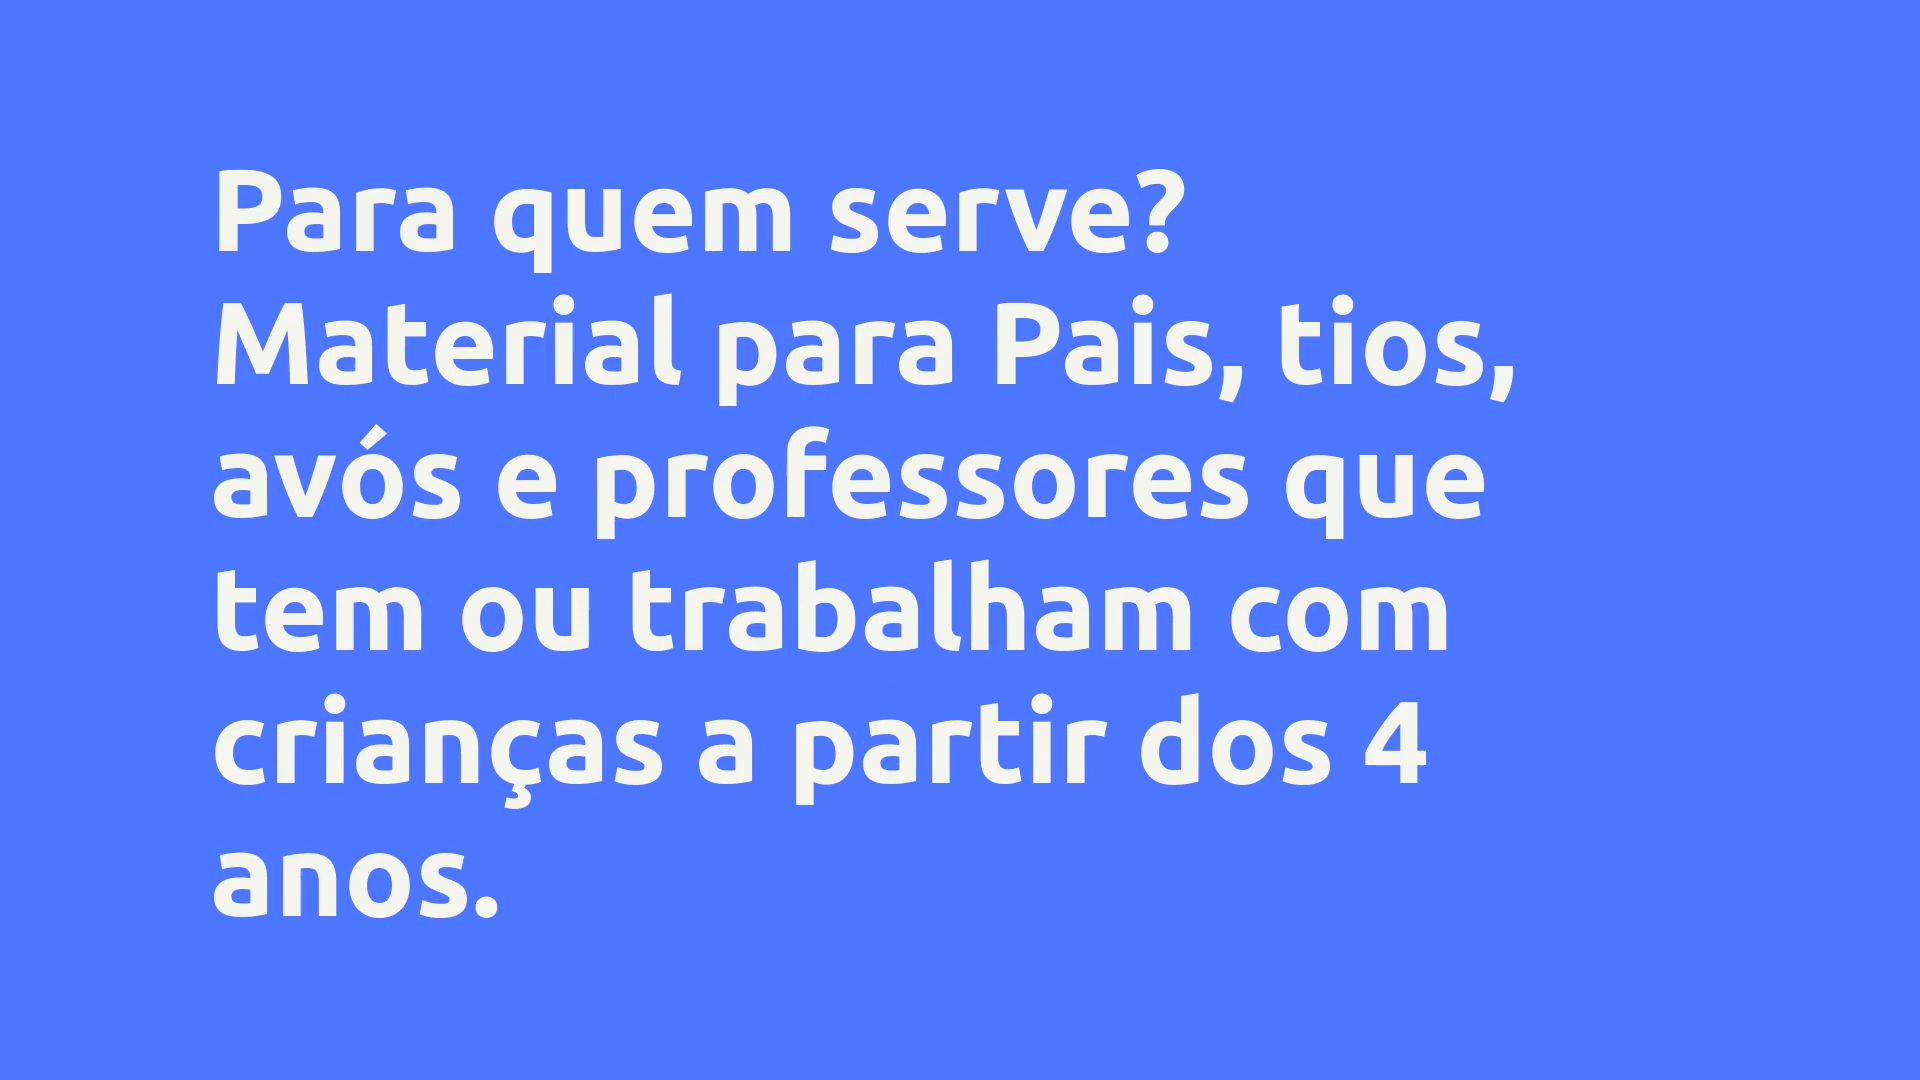 Para quem serve?
Material para Pais, tios,
avós e professores que
tem ou trabalham com
crianças a partir dos 4
anos.